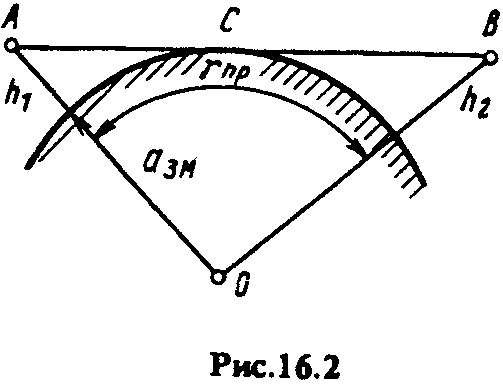 A C B
h₁ rпр h₂
aзм
O
Рис.16.2